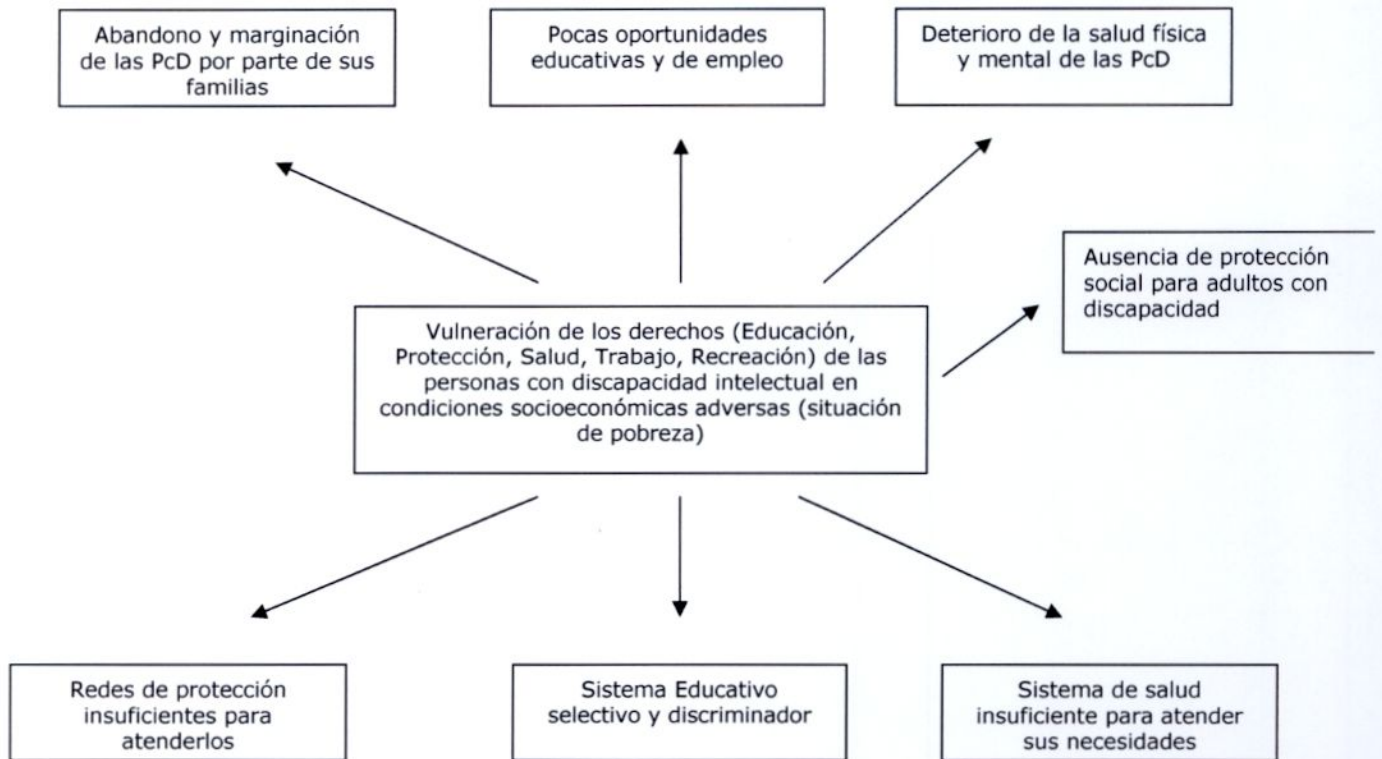 Abandono y marginación
de las PcD por parte de sus
familias
Pocas oportunidades
educativas y de empleo
Deterioro de la salud física
y mental de las PcD
Ausencia de protección
social para adultos con
discapacidad
Vulneración de los derechos (Educación,
Protección, Salud, Trabajo, Recreación) de las
personas con discapacidad intelectual en
condiciones socioeconómicas adversas (situación
de pobreza)
Redes de protección
insuficientes para
atenderlos
Sistema Educativo
selectivo y discriminador
Sistema de salud
insuficiente para atender
sus necesidades